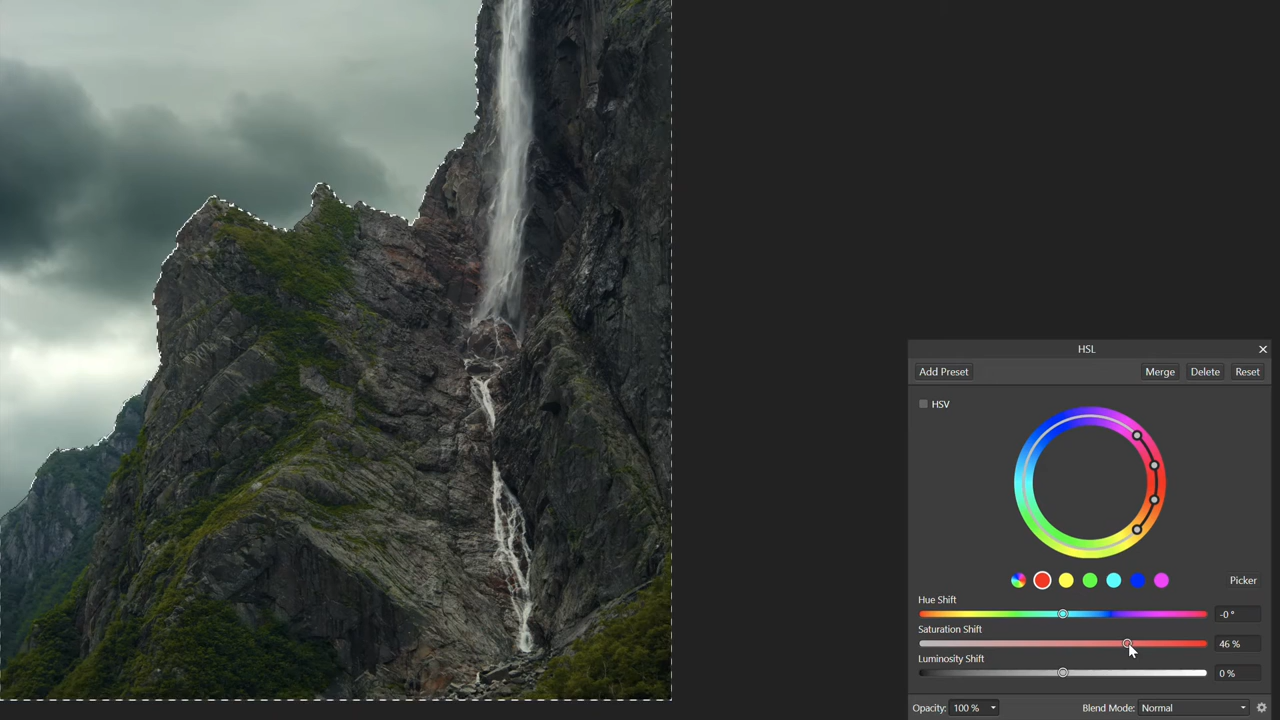 HSL
Add Preset Merge Delete Reset
HSV
Picker
Hue Shift
-0 °
Saturation Shift
46 %
Luminosity Shift
0 %
Opacity: 100 % Blend Mode: Normal